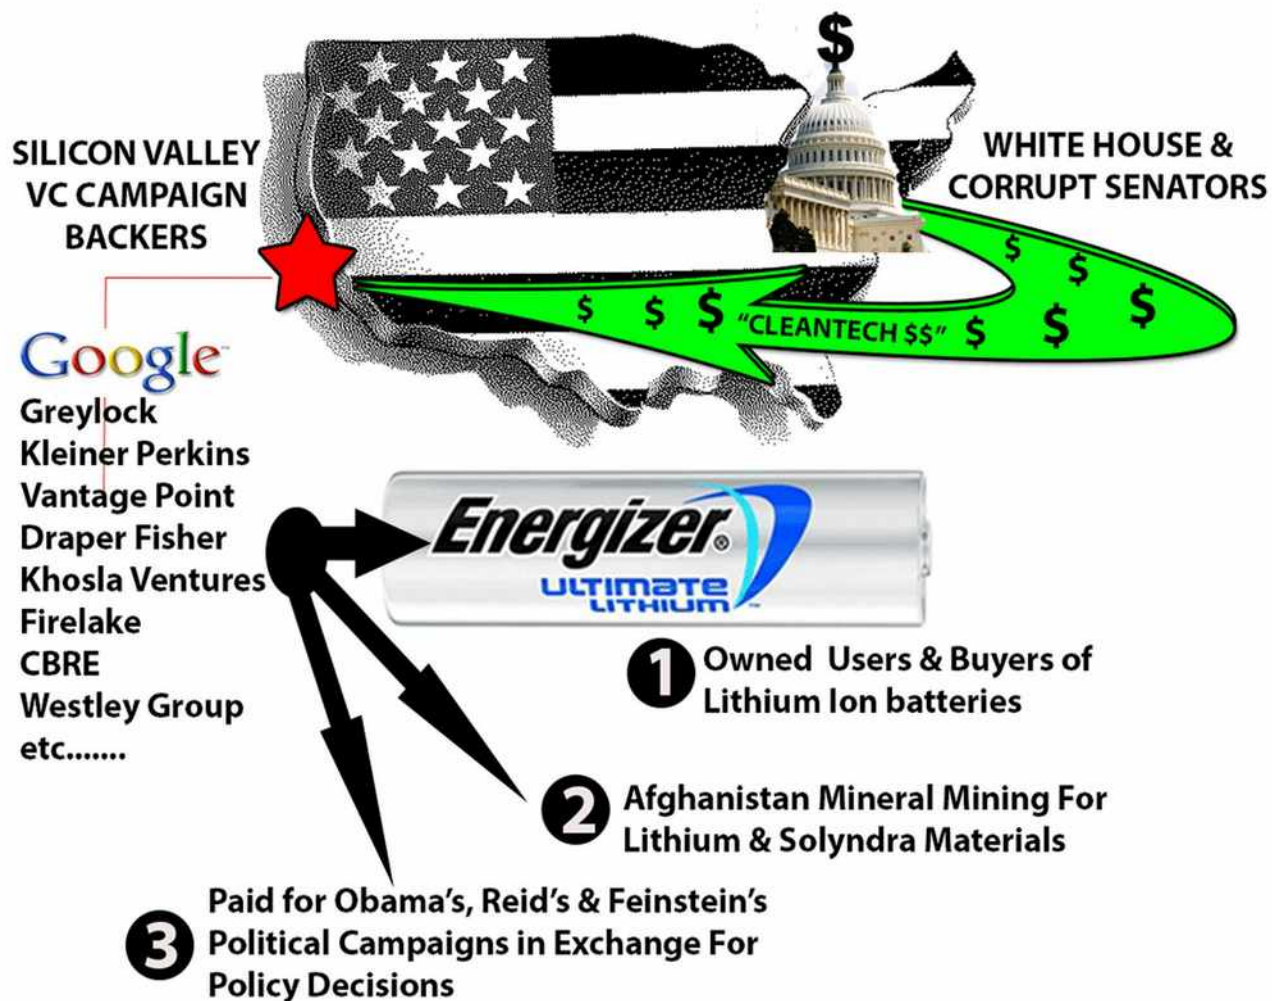 $
SILICON VALLEY
VC CAMPAIGN
BACKERS
WHITE HOUSE &
CORRUPT SENATORS
$ $ $ "CLEANTECH $$" $ $ $ $ $
Google
Greylock
Kleiner Perkins
Vantage Point
Draper Fisher
Khosla Ventures
Firelake
CBRE
Westley Group
etc.......
Energizer®
ULTIMATE
LITHIUM™
1 Owned Users & Buyers of
Lithium Ion batteries
2 Afghanistan Mineral Mining For
Lithium & Solyndra Materials
3 Paid for Obama's, Reid's & Feinstein's
Political Campaigns in Exchange For
Policy Decisions